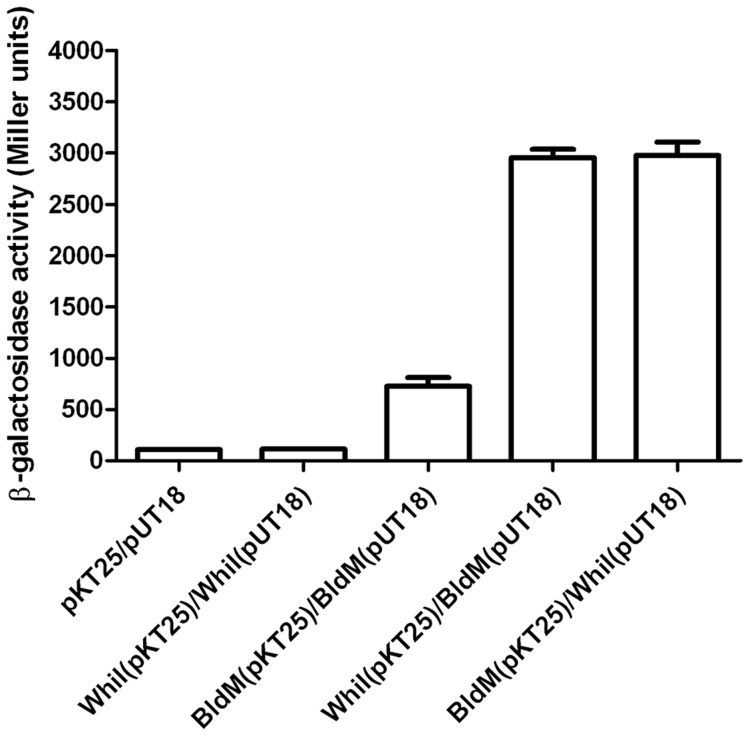 β-galactosidase activity (Miller units)
4000
3500
3000
2500
2000
1500
1000
500
0
pKT25/pUT18
WhiI(pKT25)/WhiI(pUT18)
BldM(pKT25)/BldM(pUT18)
WhiI(pKT25)/BldM(pUT18)
BldM(pKT25)/WhiI(pUT18)